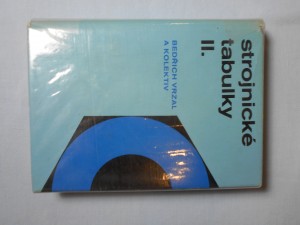 strojnické
tabulky
II.
BEDŘICH VRZAL
A KOLEKTIV